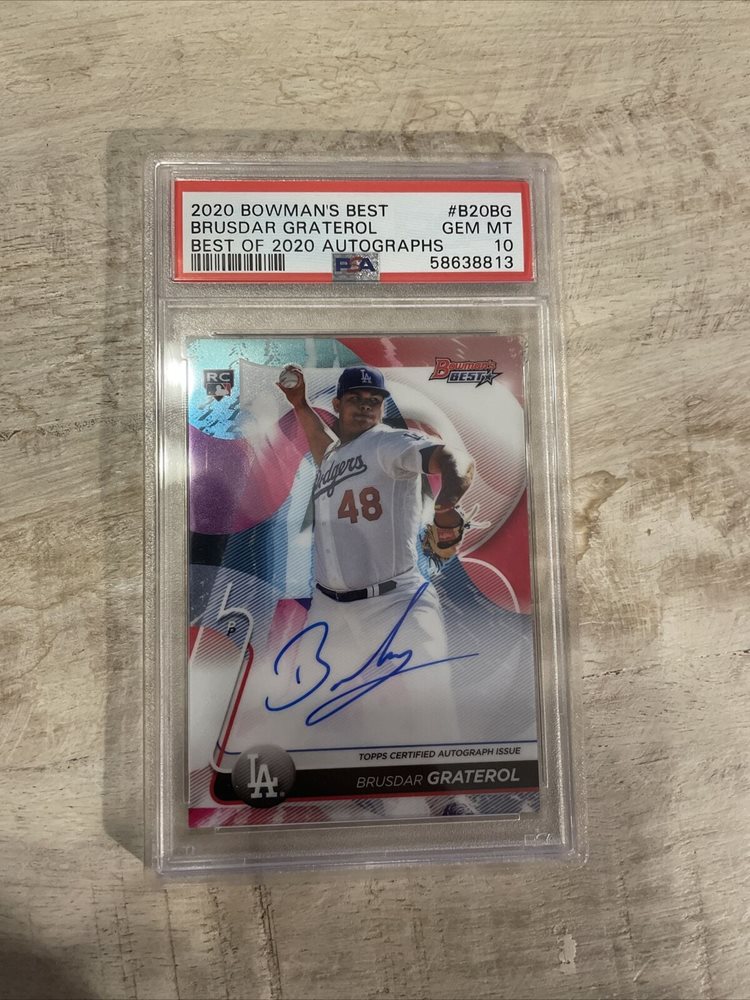 2020 BOWMAN'S BEST #B20BG
BRUSDAR GRATEROL GEM MT
BEST OF 2020 AUTOGRAPHS 10
PSA 58638813
RC
BOWMAN'S
BEST
LA
Dodgers
48
PP
TOPPS CERTIFIED AUTOGRAPH ISSUE
LA
BRUSDAR GRATEROL